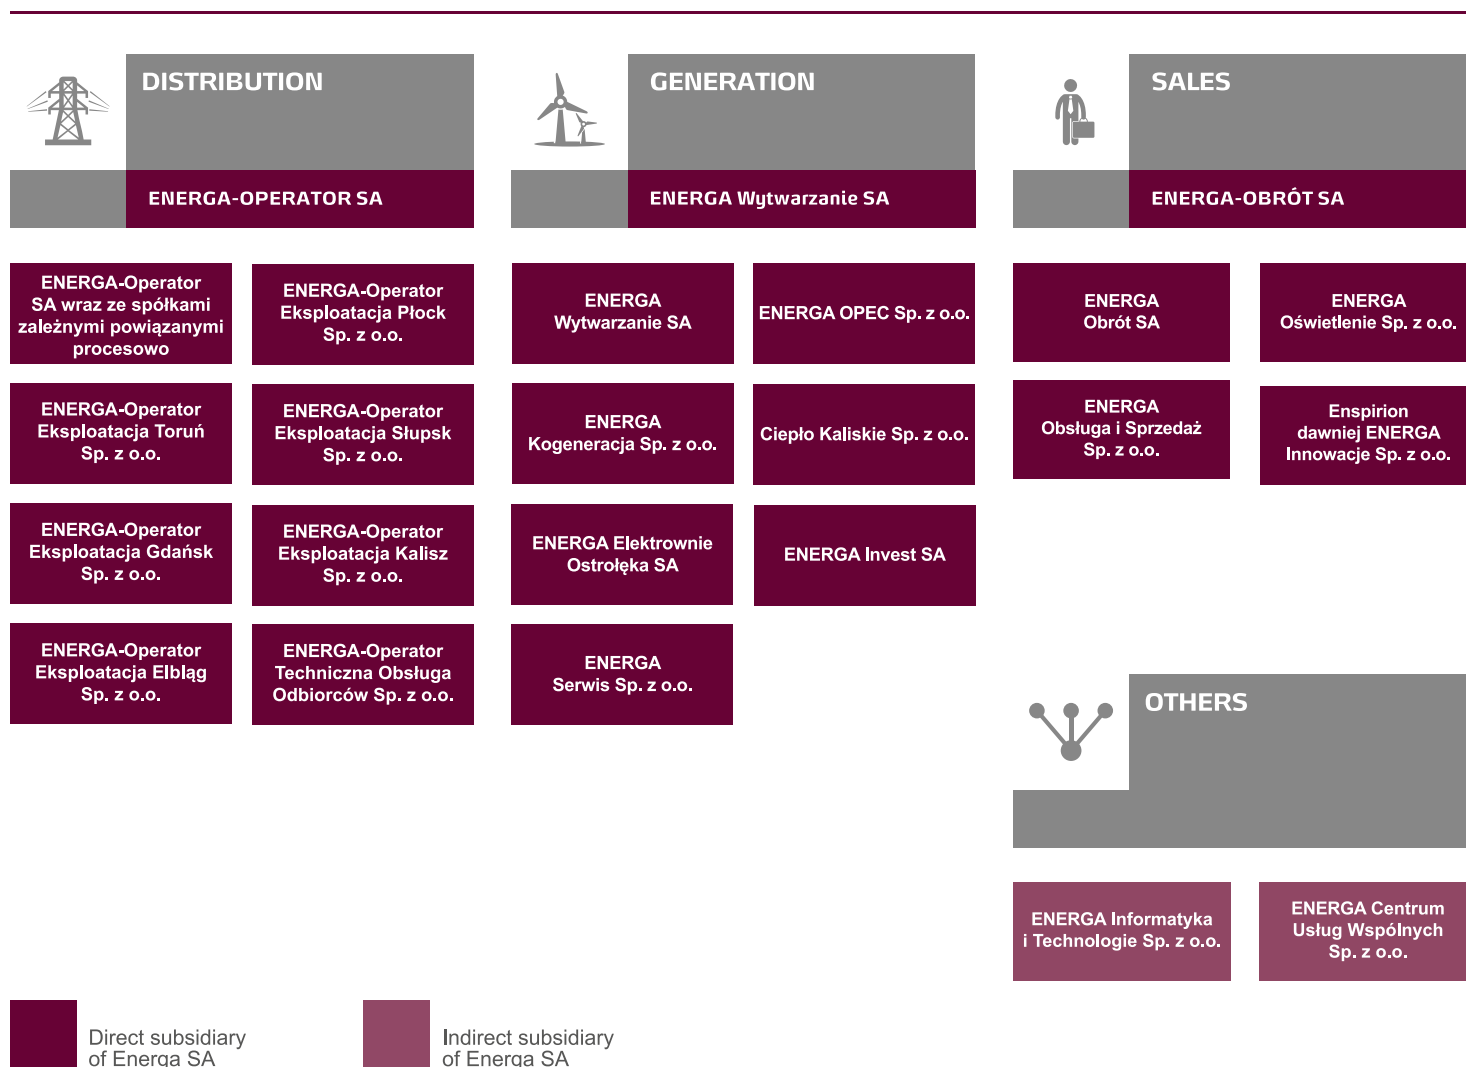 DISTRIBUTION
ENERGA-OPERATOR SA
ENERGA-Operator
SA wraz ze spółkami
zależnymi powiązanymi
procesowo
ENERGA-Operator
Eksploatacja Płock
Sp. z o.o.
ENERGA-Operator
Eksploatacja Toruń
Sp. z o.o.
ENERGA-Operator
Eksploatacja Słupsk
Sp. z o.o.
ENERGA-Operator
Eksploatacja Gdańsk
Sp. z o.o.
ENERGA-Operator
Eksploatacja Kalisz
Sp. z o.o.
ENERGA-Operator
Eksploatacja Elbląg
Sp. z o.o.
ENERGA-Operator
Techniczna Obsługa
Odbiorców Sp. z o.o.
GENERATION
ENERGA Wytwarzanie SA
ENERGA
Wytwarzanie SA
ENERGA OPEC Sp. z o.o.
ENERGA
Kogeneracja Sp. z o.o.
Ciepło Kaliskie Sp. z o.o.
ENERGA Elektrownie
Ostrołęka SA
ENERGA Invest SA
ENERGA
Serwis Sp. z o.o.
SALES
ENERGA-OBRÓT SA
ENERGA
Obrót SA
ENERGA
Oświetlenie Sp. z o.o.
ENERGA
Obsługa i Sprzedaż
Sp. z o.o.
Enspirion
dawniej ENERGA
Innowacje Sp. z o.o.
OTHERS
ENERGA Informatyka
i Technologie Sp. z o.o.
ENERGA Centrum
Usług Wspólnych
Sp. z o.o.
Direct subsidiary
of Energa SA
Indirect subsidiary
of Energa SA